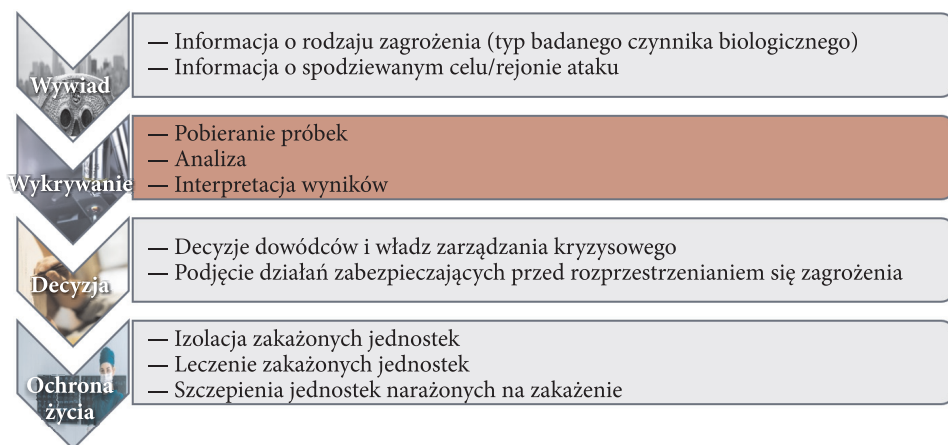 Wywiad
— Informacja o rodzaju zagrożenia (typ badanego czynnika biologicznego)
— Informacja o spodziewanym celu/rejonie ataku
Wykrywanie
— Pobieranie próbek
— Analiza
— Interpretacja wyników
Decyzja
— Decyzje dowódców i władz zarządzania kryzysowego
— Podjęcie działań zabezpieczających przed rozprzestrzenianiem się zagrożenia
Ochrona
życia
— Izolacja zakażonych jednostek
— Leczenie zakażonych jednostek
— Szczepienia jednostek narażonych na zakażenie